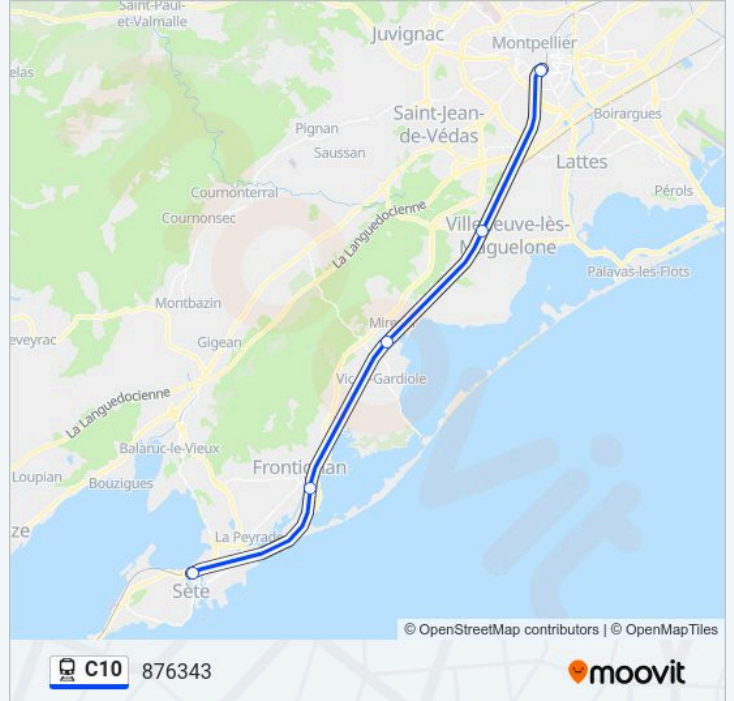 Saint-Paul-
et-Valmalle
Juvignac
Montpellier
elas
Saint-Jean-
de-Védas
Boirargues
Pignan
Saussan
Lattes
Cournonterral
Pérols
Cournonsec
La Languedocienne
Villeneuve-lès-
Maguelone
Palavas-les-Flots
Montbazin
Mireval
eveyrac
Gigean
Vic-la-Gardiole
La Languedocienne
Balaruc-le-Vieux
Frontignan
Loupian
Bouzigues
ze
La Peyrade
Sète
© OpenStreetMap contributors | © OpenMapTiles
C10 876343
moovit